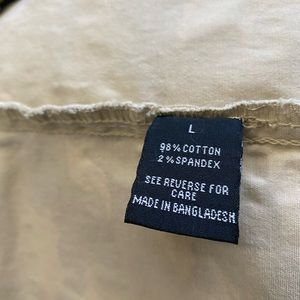 L
98% COTTON
2% SPANDEX
SEE REVERSE FOR
CARE
MADE IN BANGLADESH